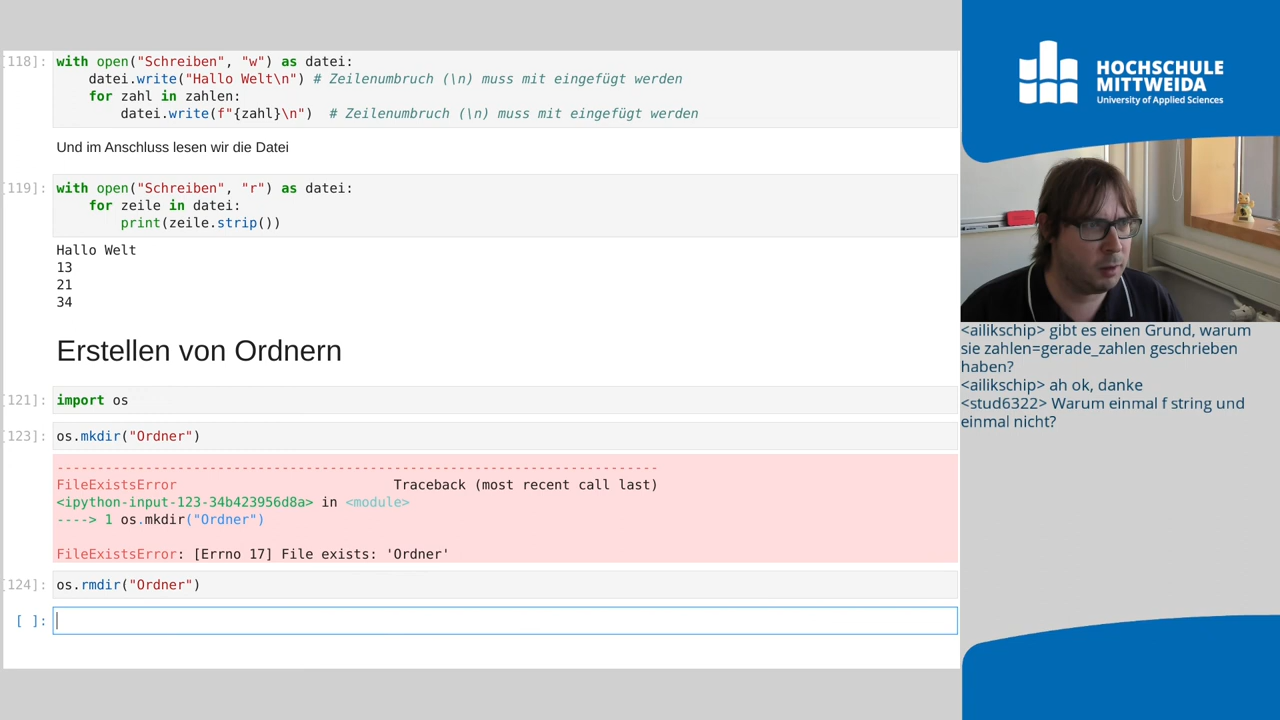 [118]: with open("Schreiben", "w") as datei:
datei.write("Hallo Welt\n") # Zeilenumbruch (\n) muss mit eingefügt werden
for zahl in zahlen:
datei.write(f"{zahl}\n")  # Zeilenumbruch (\n) muss mit eingefügt werden
Und im Anschluss lesen wir die Datei
[119]: with open("Schreiben", "r") as datei:
for zeile in datei:
print(zeile.strip())
Hallo Welt
13
21
34
Erstellen von Ordnern
[121]: import os
[123]: os.mkdir("Ordner")
---------------------------------------------------------------------------
FileExistsError                           Traceback (most recent call last)
<ipython-input-123-34b423956d8a> in <module>
----> 1 os.mkdir("Ordner")
FileExistsError: [Errno 17] File exists: 'Ordner'
[124]: os.rmdir("Ordner")
[ ]:
HOCHSCHULE
MITTWEIDA
University of Applied Sciences
<ailikschip> gibt es einen Grund, warum
sie zahlen=gerade_zahlen geschrieben
haben?
<ailikschip> ah ok, danke
<stud6322> Warum einmal f string und
einmal nicht?